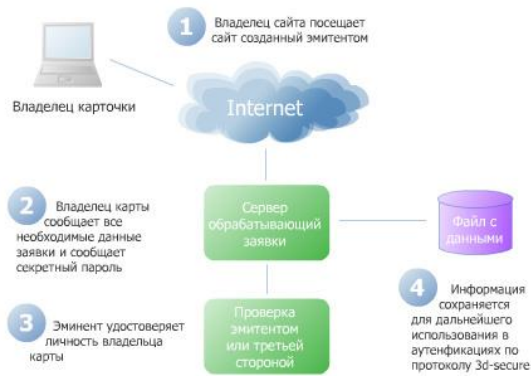 1
Владелец сайта посещает
сайт созданный эмитентом
Владелец карточки
Internet
2
Владелец карты
сообщает все
необходимые данные
заявки и сообщает
секретный пароль
Сервер
обрабатывающий
заявки
Файл с
данными
3
Эминент удостоверяет
личность владельца
карты
Проверка
эмитентом
или третьей
стороной
4
Информация
сохраняется
для дальнейшего
использования в
аутенфикациях по
протоколу 3d-secure